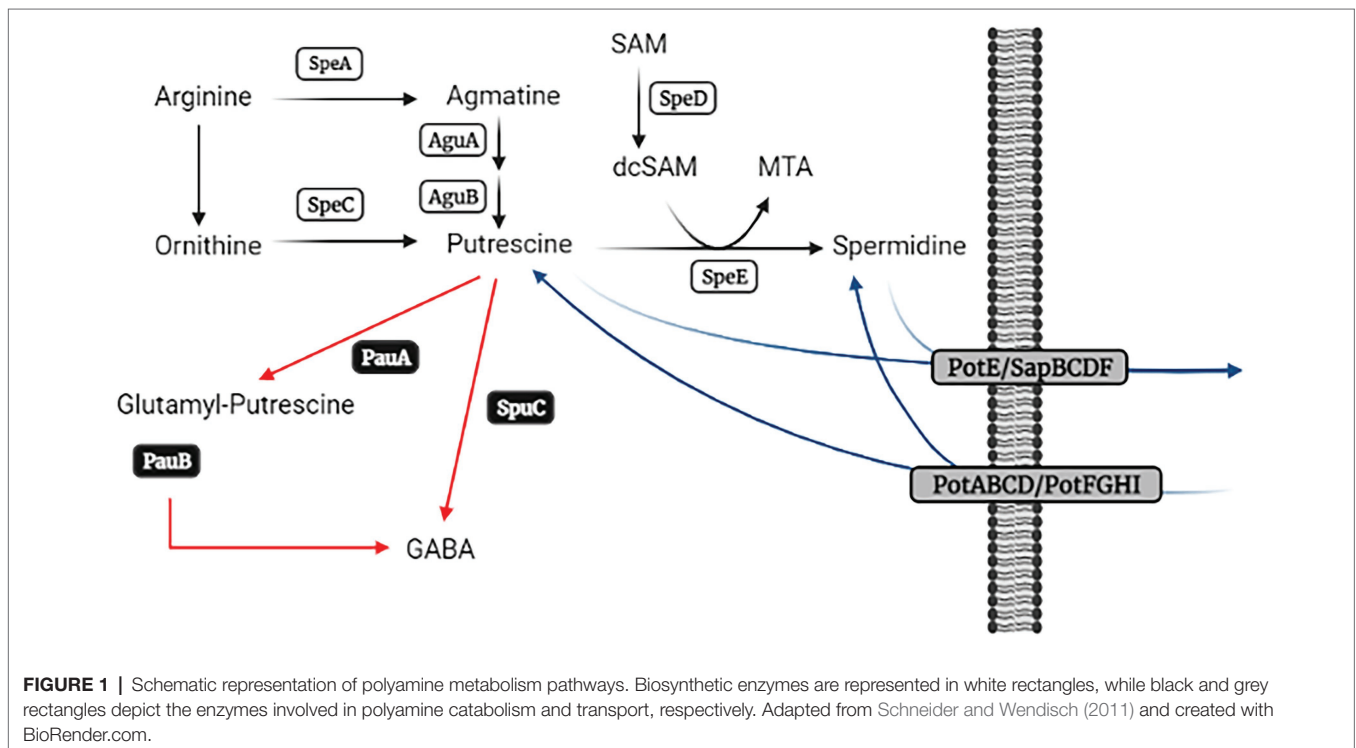 SAM
SpeA
Arginine
Agmatine
SpeD
AguA
dcSAM
MTA
AguB
SpeC
Ornithine
Putrescine
Spermidine
SpeE
PauA
PotE/SapBCDF
Glutamyl-Putrescine
SpuC
PauB
PotABCD/PotFGHI
GABA
FIGURE 1 | Schematic representation of polyamine metabolism pathways. Biosynthetic enzymes are represented in white rectangles, while black and grey
rectangles depict the enzymes involved in polyamine catabolism and transport, respectively. Adapted from Schneider and Wendisch (2011) and created with
BioRender.com.